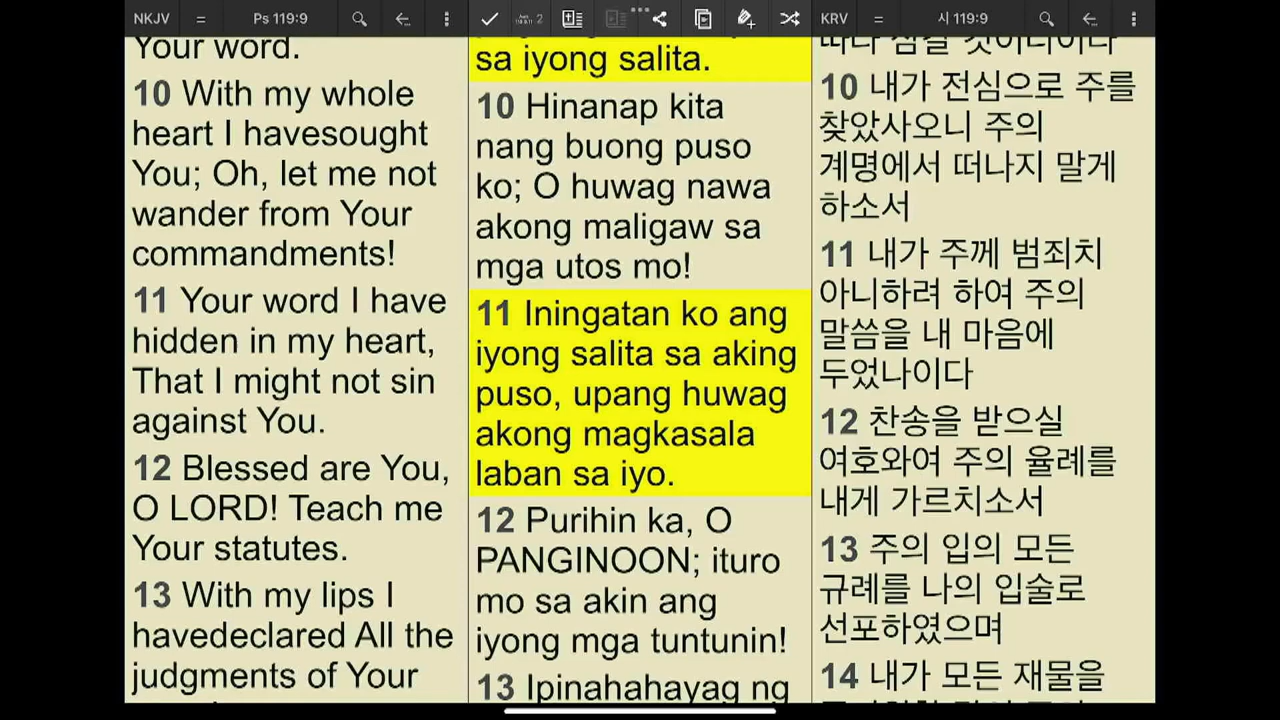 NKJV
Ps 119:9
KRV
시 119:9
Your word.
10 With my whole
heart I havesought
You; Oh, let me not
wander from Your
commandments!
11 Your word I have
hidden in my heart,
That I might not sin
against You.
12 Blessed are You,
O LORD! Teach me
Your statutes.
13 With my lips I
havedeclared All the
judgments of Your
sa iyong salita.
10 Hinanap kita
nang buong puso
ko; O huwag nawa
akong maligaw sa
mga utos mo!
11 Iningatan ko ang
iyong salita sa aking
puso, upang huwag
akong magkasala
laban sa iyo.
12 Purihin ka, O
PANGINOON; ituro
mo sa akin ang
iyong mga tuntunin!
13 Ipinahahayag ng
10 내가 전심으로 주를
찾았사오니 주의
계명에서 떠나지 말게
하소서
11 내가 주께 범죄치
아니하려 하여 주의
말씀을 내 마음에
두었나이다
12 찬송을 받으실
여호와여 주의 율례를
내게 가르치소서
13 주의 입의 모든
규례를 나의 입술로
선포하였으며
14 내가 모든 재물을